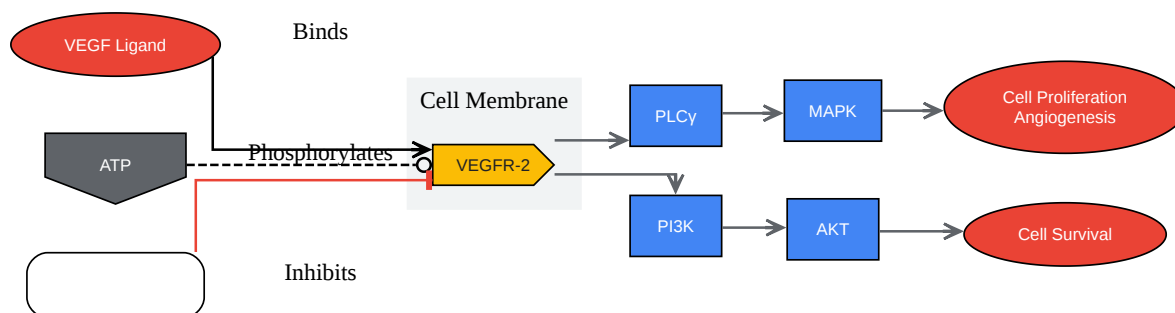 VEGF Ligand
Binds
Cell Membrane
PLCγ
MAPK
Cell Proliferation
Angiogenesis
ATP
Phosphorylates
VEGFR-2
PI3K
AKT
Cell Survival
Inhibits